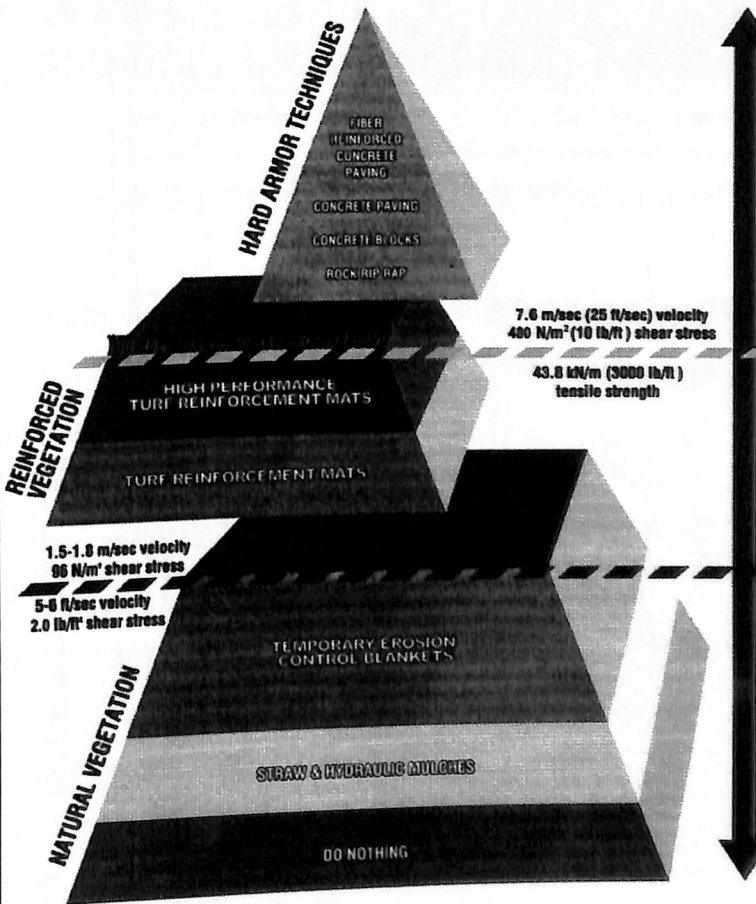 HARD ARMOR TECHNIQUES
FIBER
REINFORCED
CONCRETE
PAVING
CONCRETE PAVING
CONCRETE BLOCKS
ROCK RIP RAP
7.6 m/sec (25 ft/sec) velocity
480 N/m² (10 lb/ft ) shear stress
43.8 kN/m (3000 lb/ft )
tensile strength
REINFORCED
VEGETATION
HIGH PERFORMANCE
TURF REINFORCEMENT MATS
TURF REINFORCEMENT MATS
1.5-1.8 m/sec velocity
96 N/m² shear stress
5-6 ft/sec velocity
2.0 lb/ft² shear stress
NATURAL VEGETATION
TEMPORARY EROSION
CONTROL BLANKETS
STRAW & HYDRAULIC MULCHES
DO NOTHING